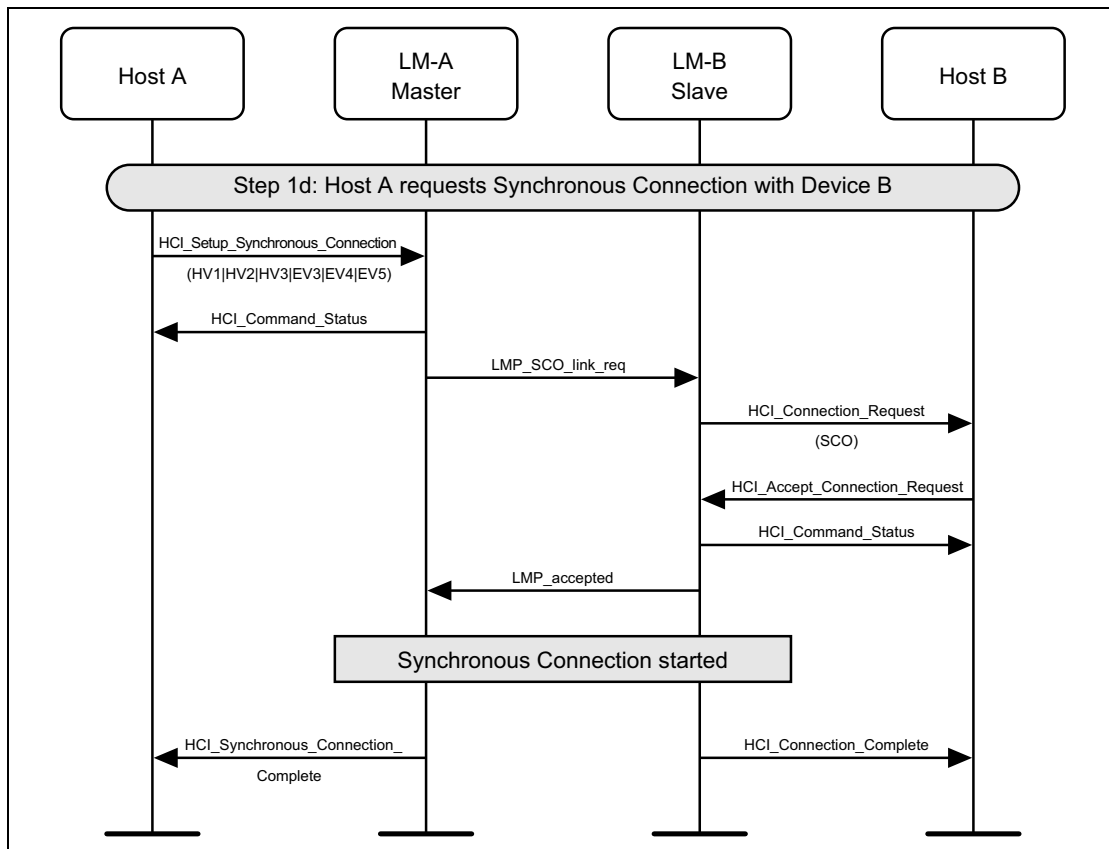 Host A
LM-A
Master
LM-B
Slave
Host B
Step 1d: Host A requests Synchronous Connection with Device B
HCI_Setup_Synchronous_Connection
(HV1|HV2|HV3|EV3|EV4|EV5)
HCI_Command_Status
LMP_SCO_link_req
HCI_Connection_Request
(SCO)
HCI_Accept_Connection_Request
HCI_Command_Status
LMP_accepted
Synchronous Connection started
HCI_Synchronous_Connection_
Complete
HCI_Connection_Complete